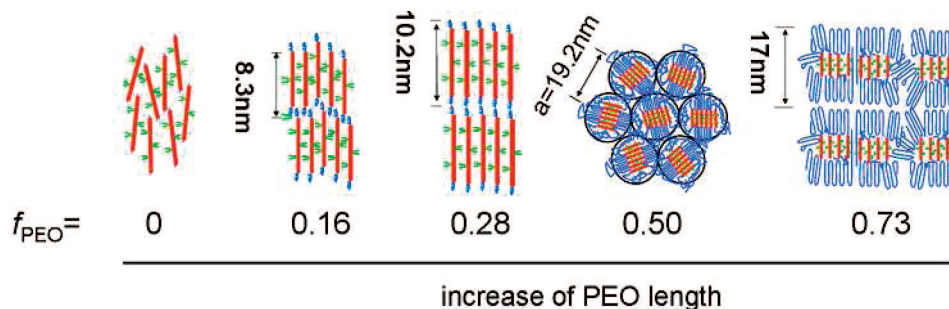 8.3nm
10.2nm
a=19.2nm
17nm
fPEO= 0 0.16 0.28 0.50 0.73
increase of PEO length